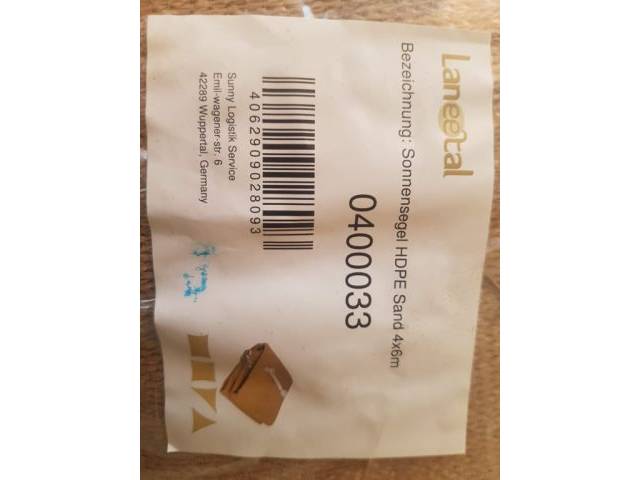 Laneetal
Bezeichnung: Sonnensegel HDPE Sand 4x6m
0400033
4062909028093
Sunny Logistik Service
Emil-wagener-str. 6
42289 Wuppertal, Germany